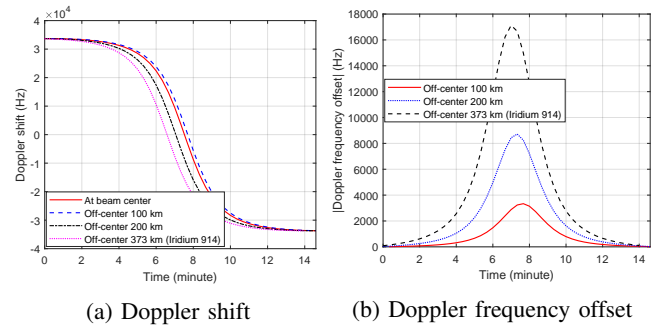 × 10^4
4
3
2
1
0
-1
-2
-3
-4
Doppler shift (Hz)
At beam center
Off-center 100 km
Off-center 200 km
Off-center 373 km (Iridium 914)
0 2 4 6 8 10 12 14
Time (minute)
(a) Doppler shift
18000
16000
14000
12000
10000
8000
6000
4000
2000
0
|Doppler frequency offset| (Hz)
Off-center 100 km
Off-center 200 km
Off-center 373 km (Iridium 914)
0 2 4 6 8 10 12 14
Time (minute)
(b) Doppler frequency offset